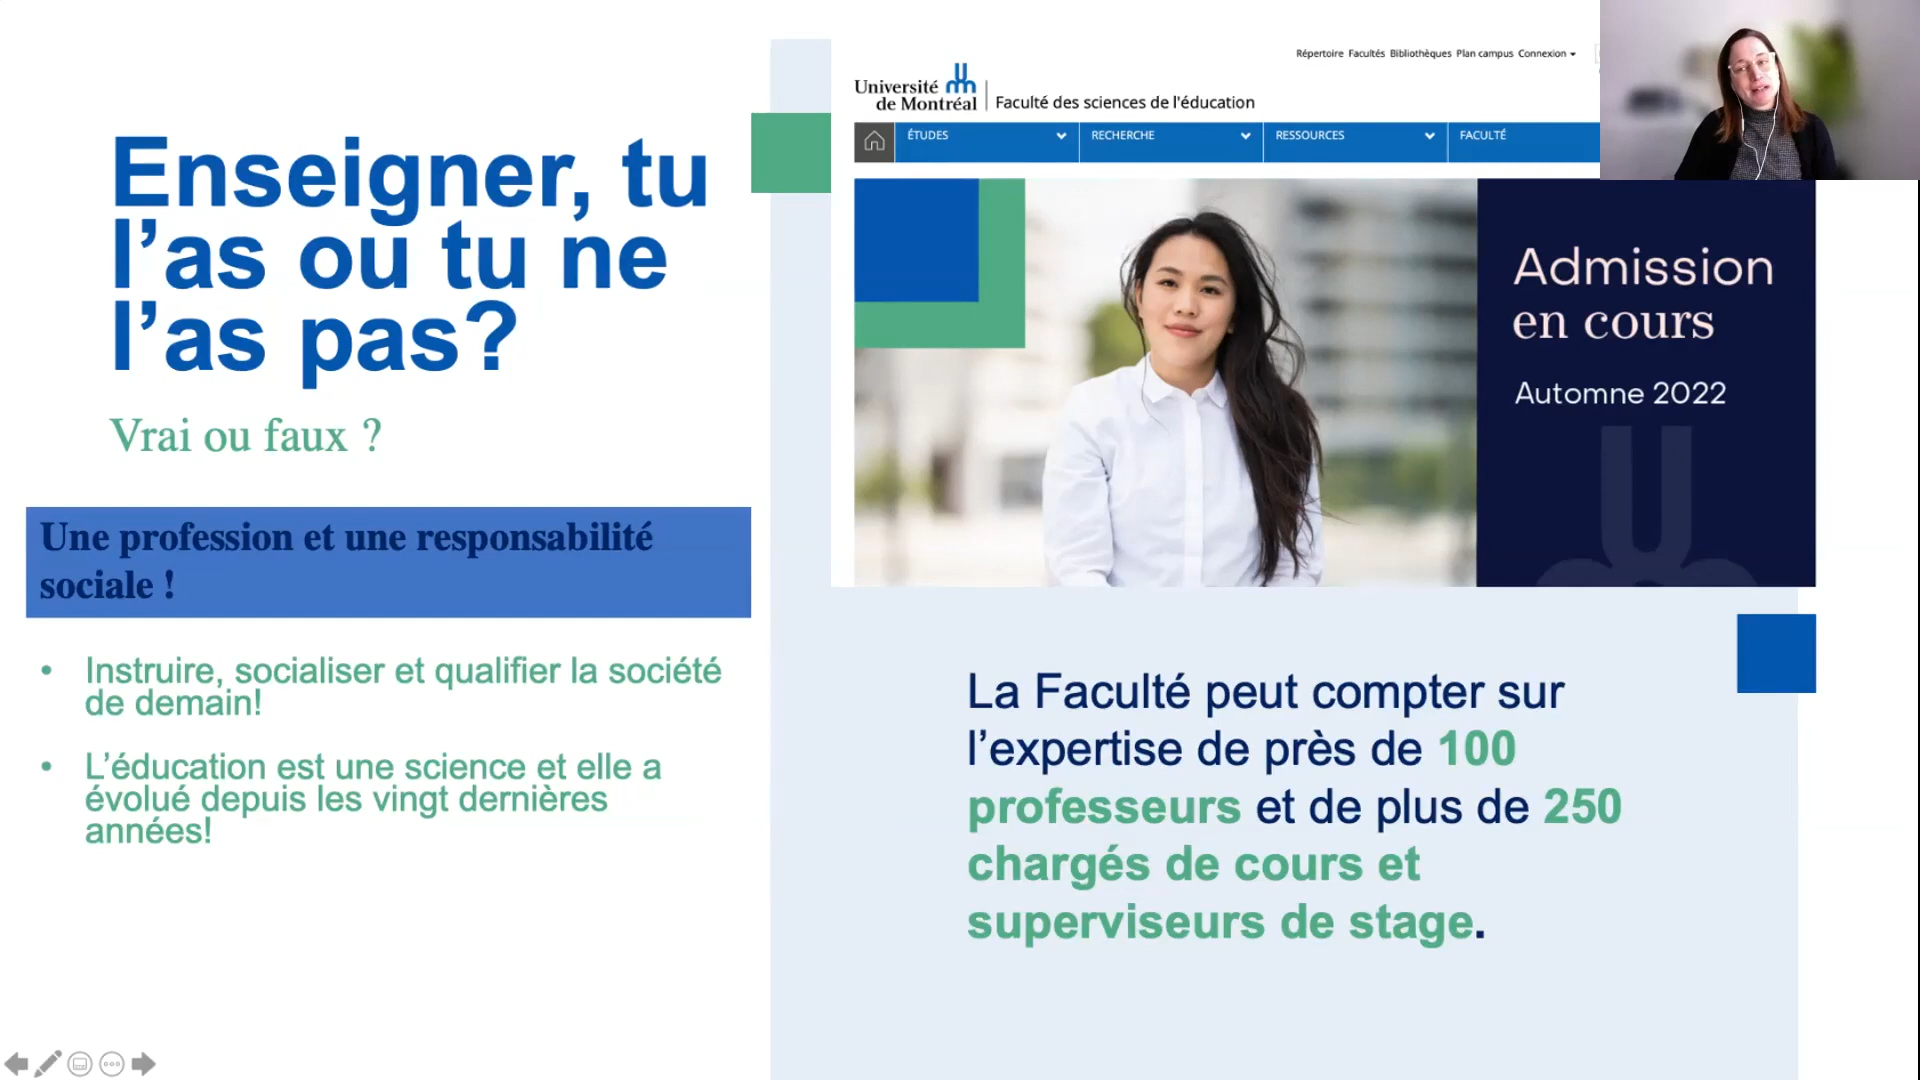 Enseigner, tu
l’as ou tu ne
l’as pas?
Vrai ou faux ?
Une profession et une responsabilité
sociale !
• Instruire, socialiser et qualifier la société
de demain!
• L’éducation est une science et elle a
évolué depuis les vingt dernières
années!
Répertoire Facultés Bibliothèques Plan campus Connexion
Université
de Montréal
Faculté des sciences de l'éducation
ÉTUDES
RECHERCHE
RESSOURCES
FACULTÉ
Admission
en cours
Automne 2022
La Faculté peut compter sur
l’expertise de près de 100
professeurs et de plus de 250
chargés de cours et
superviseurs de stage.